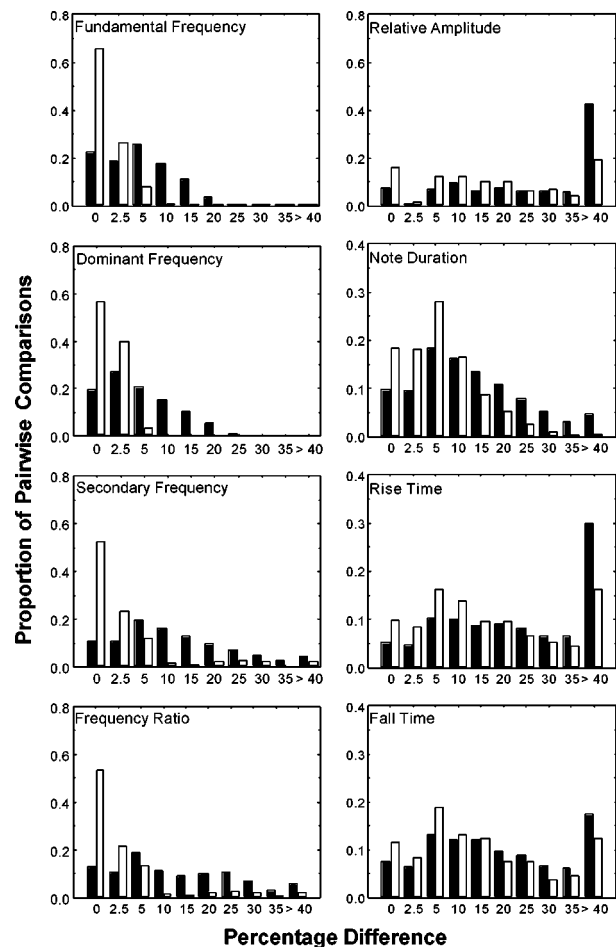 Fundamental Frequency
0.8
0.6
0.4
0.2
0.0
0 2.5 5 10 15 20 25 30 35 > 40
Relative Amplitude
0.8
0.6
0.4
0.2
0.0
0 2.5 5 10 15 20 25 30 35 > 40
Dominant Frequency
0.8
0.6
0.4
0.2
0.0
0 2.5 5 10 15 20 25 30 35 > 40
Note Duration
0.4
0.3
0.2
0.1
0.0
0 2.5 5 10 15 20 25 30 35 > 40
Secondary Frequency
0.8
0.6
0.4
0.2
0.0
0 2.5 5 10 15 20 25 30 35 > 40
Rise Time
0.4
0.3
0.2
0.1
0.0
0 2.5 5 10 15 20 25 30 35 > 40
Frequency Ratio
0.8
0.6
0.4
0.2
0.0
0 2.5 5 10 15 20 25 30 35 > 40
Fall Time
0.4
0.3
0.2
0.1
0.0
0 2.5 5 10 15 20 25 30 35 > 40
Proportion of Pairwise Comparisons
Percentage Difference